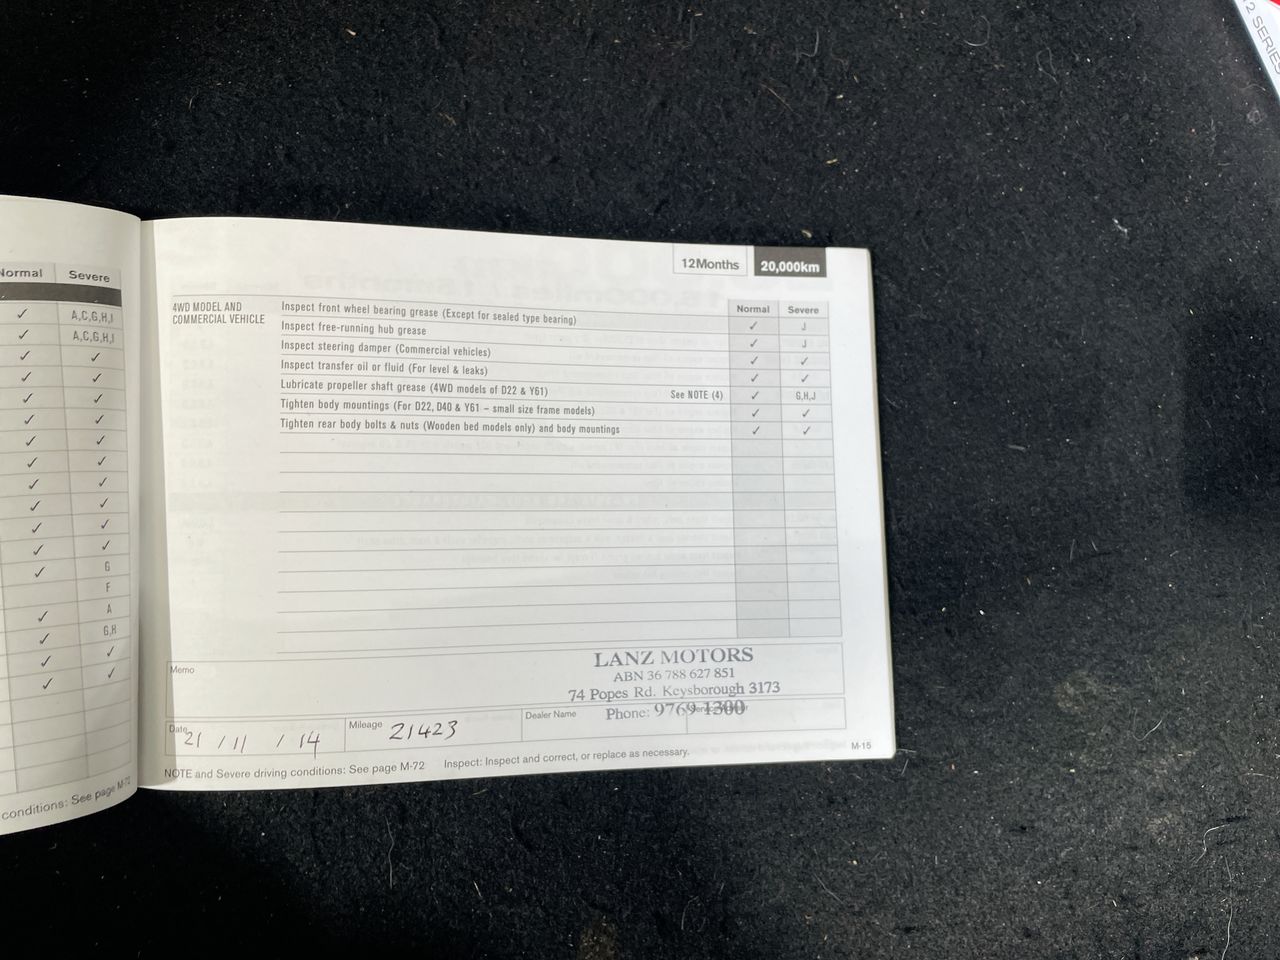 2 SERIES
Normal Severe
✓ A,C,G,H,I
✓ A,C,G,H,I
✓ ✓
✓ ✓
✓ ✓
✓ ✓
✓ ✓
✓ ✓
✓ ✓
✓ ✓
✓ ✓
✓ ✓
✓ G
F
✓ A
✓ G,H
✓ ✓
✓ ✓
conditions: See page M-72
12Months 20,000km
Normal Severe
4WD MODEL AND
COMMERCIAL VEHICLE
Inspect front wheel bearing grease (Except for sealed type bearing) ✓ J
Inspect free-running hub grease ✓ J
Inspect steering damper (Commercial vehicles) ✓ ✓
Inspect transfer oil or fluid (For level & leaks) ✓ ✓
Lubricate propeller shaft grease (4WD models of D22 & Y61) See NOTE (4) ✓ G,H,J
Tighten body mountings (For D22, D40 & Y61 – small size frame models) ✓ ✓
Tighten rear body bolts & nuts (Wooden bed models only) and body mountings ✓ ✓
Memo
LANZ MOTORS
ABN 36 788 627 851
74 Popes Rd. Keysborough 3173
Phone: 9769 1300
Date 21 / 11 / 14 Mileage 21423 Dealer Name
NOTE and Severe driving conditions: See page M-72 Inspect: Inspect and correct, or replace as necessary.
M-15